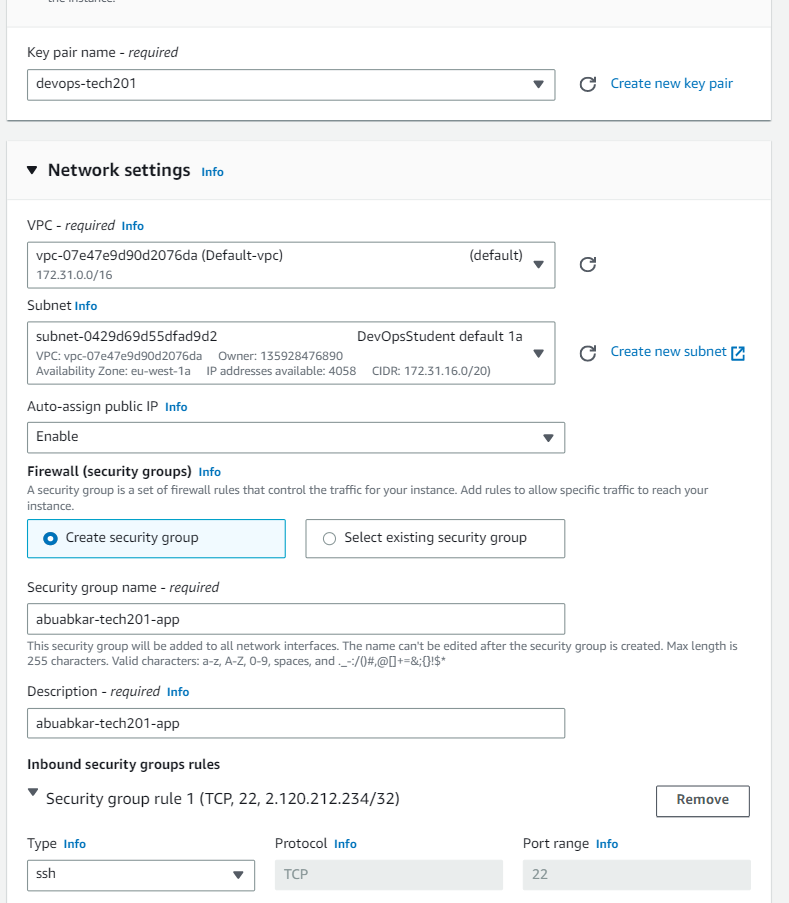 the instance.
Key pair name - required
devops-tech201
Create new key pair
Network settings Info
VPC - required Info
vpc-07e47e9d90d2076da (Default-vpc) (default)
172.31.0.0/16
Subnet Info
subnet-0429d69d55dfad9d2 DevOpsStudent default 1a
VPC: vpc-07e47e9d90d2076da Owner: 135928476890
Availability Zone: eu-west-1a IP addresses available: 4058 CIDR: 172.31.16.0/20)
Create new subnet
Auto-assign public IP Info
Enable
Firewall (security groups) Info
A security group is a set of firewall rules that control the traffic for your instance. Add rules to allow specific traffic to reach your
instance.
Create security group
Select existing security group
Security group name - required
abuabkar-tech201-app
This security group will be added to all network interfaces. The name can't be edited after the security group is created. Max length is
255 characters. Valid characters: a-z, A-Z, 0-9, spaces, and ._-:/()#,@[]+=&;{}!$*
Description - required Info
abuabkar-tech201-app
Inbound security groups rules
Security group rule 1 (TCP, 22, 2.120.212.234/32)
Remove
Type Info Protocol Info Port range Info
ssh TCP 22